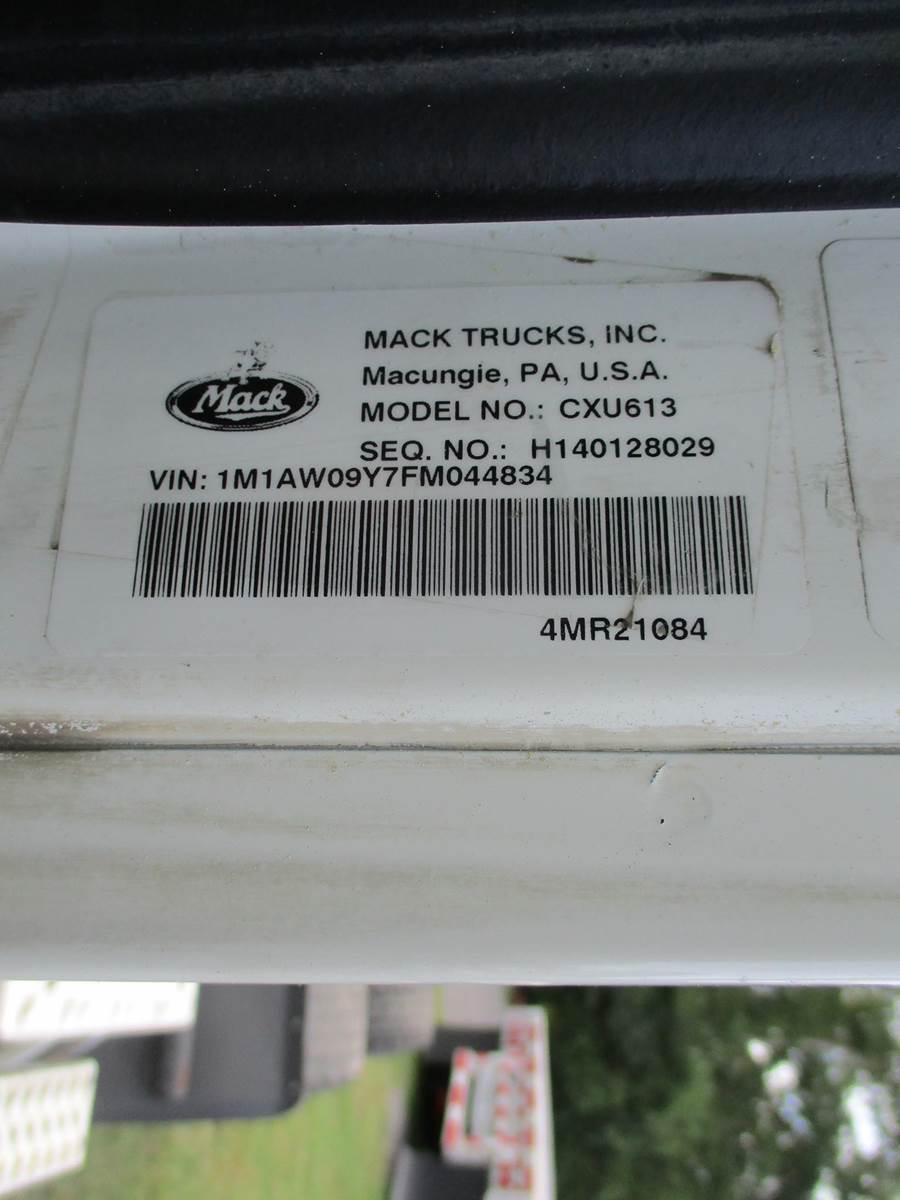 Mack
MACK TRUCKS, INC.
Macungie, PA, U.S.A.
MODEL NO.: CXU613
SEQ. NO.: H140128029
VIN: 1M1AW09Y7FM044834
4MR21084